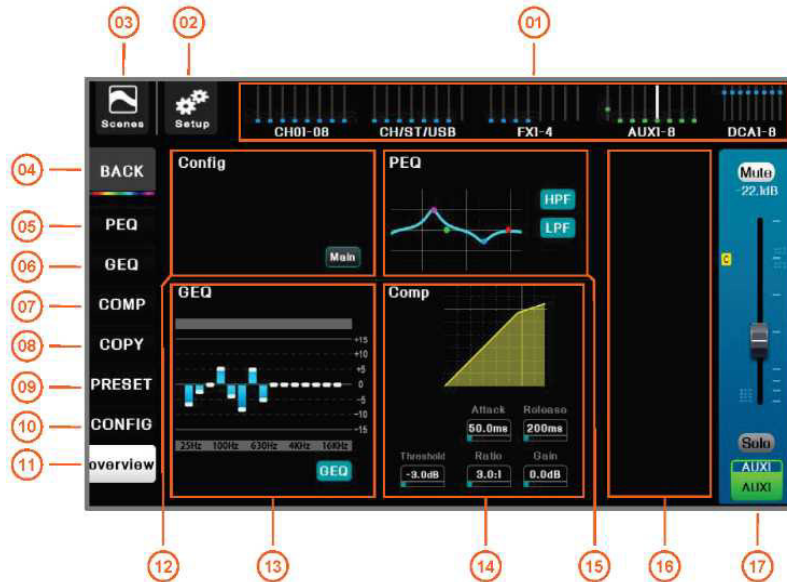 03
02
01
Scenes
Setup
CH01-08
CH/ST/USB
FX1-4
AUX1-8
DCA1-8
04
BACK
Config
PEQ
Mute
-22.1dB
05
PEQ
HPF
06
GEQ
Main
LPF
C
07
COMP
GEQ
Comp
08
COPY
+15
+10
+5
09
PRESET
0
-5
10
CONFIG
-10
-15
Attack
Release
50.0ms
200ms
11
overview
25Hz 100Hz 630Hz 4KHz 16KHz
Threshold
Ratio
Gain
Solo
GEQ
-3.0dB
3.0:1
0.0dB
AUX1
AUX1
12
13
14
15
16
17